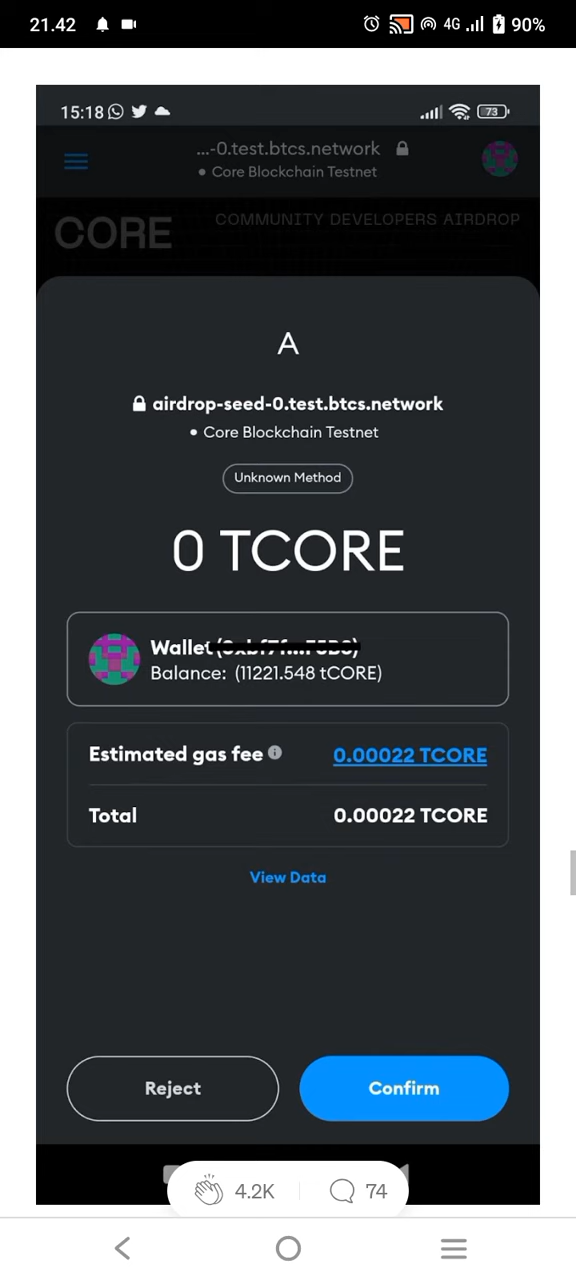 21.42 4G 90%
15:18 73
...-0.test.btcs.network
Core Blockchain Testnet
CORE COMMUNITY DEVELOPERS AIRDROP
A
airdrop-seed-0.test.btcs.network
Core Blockchain Testnet
Unknown Method
0 TCORE
Wallet
Balance: (11221.548 tCORE)
Estimated gas fee 0.00022 TCORE
Total 0.00022 TCORE
View Data
Reject Confirm
4.2K 74